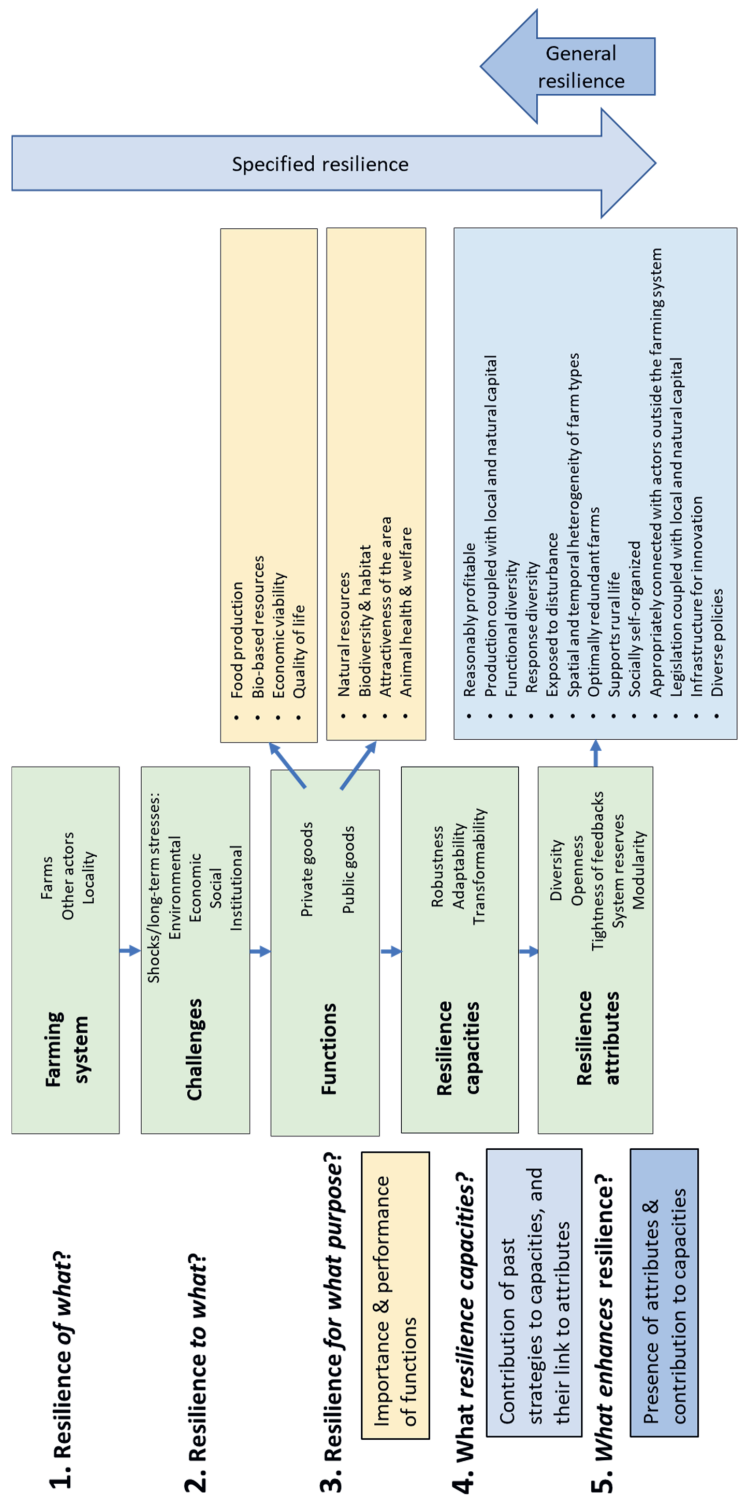 1. Resilience of what?
Farming
system
Farms
Other actors
Locality
2. Resilience to what?
Challenges
Shocks/long-term stresses:
Environmental
Economic
Social
Institutional
3. Resilience for what purpose?
Importance & performance
of functions
Functions
Private goods
Public goods
• Food production
• Bio-based resources
• Economic viability
• Quality of life
• Natural resources
• Biodiversity & habitat
• Attractiveness of the area
• Animal health & welfare
4. What resilience capacities?
Contribution of past
strategies to capacities, and
their link to attributes
Resilience
capacities
Robustness
Adaptability
Transformability
5. What enhances resilience?
Presence of attributes &
contribution to capacities
Resilience
attributes
Diversity
Openness
Tightness of feedbacks
System reserves
Modularity
• Reasonably profitable
• Production coupled with local and natural capital
• Functional diversity
• Response diversity
• Exposed to disturbance
• Spatial and temporal heterogeneity of farm types
• Optimally redundant farms
• Supports rural life
• Socially self-organized
• Appropriately connected with actors outside the farming system
• Legislation coupled with local and natural capital
• Infrastructure for innovation
• Diverse policies
Specified resilience
General
resilience